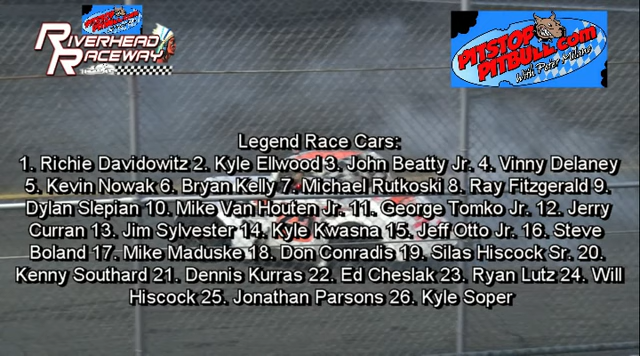 RIVERHEAD
RACEWAY
PITSTOP
PITBULL.com
With Peter
Legend Race Cars:
1. Richie Davidowitz 2. Kyle Ellwood 3. John Beatty Jr. 4. Vinny Delaney
5. Kevin Nowak 6. Bryan Kelly 7. Michael Rutkoski 8. Ray Fitzgerald 9.
Dylan Slepian 10. Mike Van Houten Jr. 11. George Tomko Jr. 12. Jerry
Curran 13. Jim Sylvester 14. Kyle Kwasna 15. Jeff Otto Jr. 16. Steve
Boland 17. Mike Maduske 18. Don Conradis 19. Silas Hiscock Sr. 20.
Kenny Southard 21. Dennis Kurras 22. Ed Cheslak 23. Ryan Lutz 24. Will
Hiscock 25. Jonathan Parsons 26. Kyle Soper